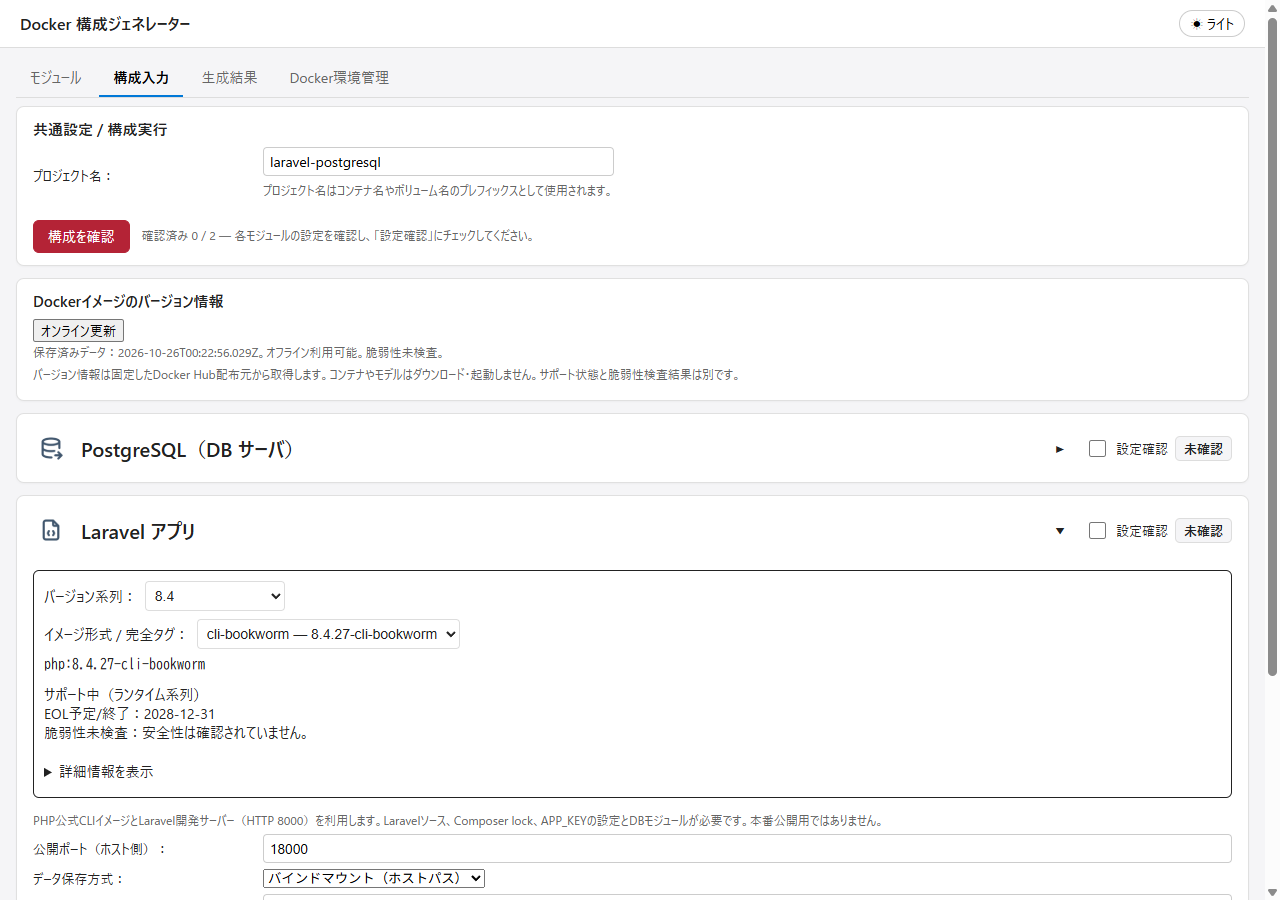 Docker 構成ジェネレーター
ライト
モジュール 構成入力 生成結果 Docker環境管理
共通設定 / 構成実行
プロジェクト名：
laravel-postgresql
プロジェクト名はコンテナ名やボリューム名のプレフィックスとして使用されます。
構成を確認 確認済み 0 / 2 — 各モジュールの設定を確認し、「設定確認」にチェックしてください。
Dockerイメージのバージョン情報
オンライン更新
保存済みデータ：2026-10-26T00:22:56.029Z。オフライン利用可能。脆弱性未検査。
バージョン情報は固定したDocker Hub配布元から取得します。コンテナやモデルはダウンロード・起動しません。サポート状態と脆弱性検査結果は別です。
PostgreSQL（DB サーバ） ► 設定確認 未確認
Laravel アプリ ▼ 設定確認 未確認
バージョン系列： 8.4
イメージ形式 / 完全タグ： cli-bookworm — 8.4.27-cli-bookworm
php:8.4.27-cli-bookworm
サポート中（ランタイム系列）
EOL予定/終了：2028-12-31
脆弱性未検査：安全性は確認されていません。
▶ 詳細情報を表示
PHP公式CLIイメージとLaravel開発サーバー（HTTP 8000）を利用します。Laravelソース、Composer lock、APP_KEYの設定とDBモジュールが必要です。本番公開用ではありません。
公開ポート（ホスト側）： 18000
データ保存方式： バインドマウント（ホストパス）